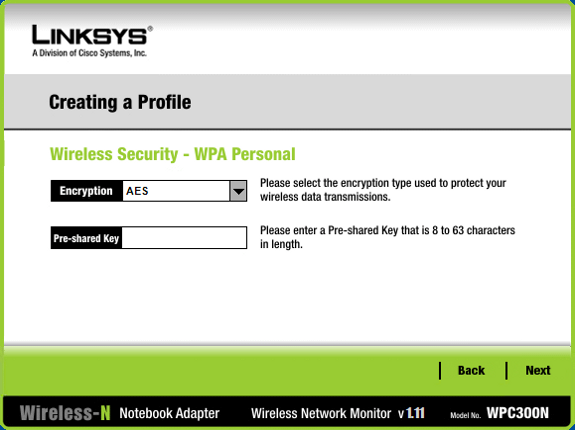 LINKSYS®
A Division of Cisco Systems, Inc.
Creating a Profile
Wireless Security - WPA Personal
Encryption AES
Please select the encryption type used to protect your
wireless data transmissions.
Pre-shared Key
Please enter a Pre-shared Key that is 8 to 63 characters
in length.
Back Next
Wireless-N Notebook Adapter Wireless Network Monitor v 1.11 Model No. WPC300N